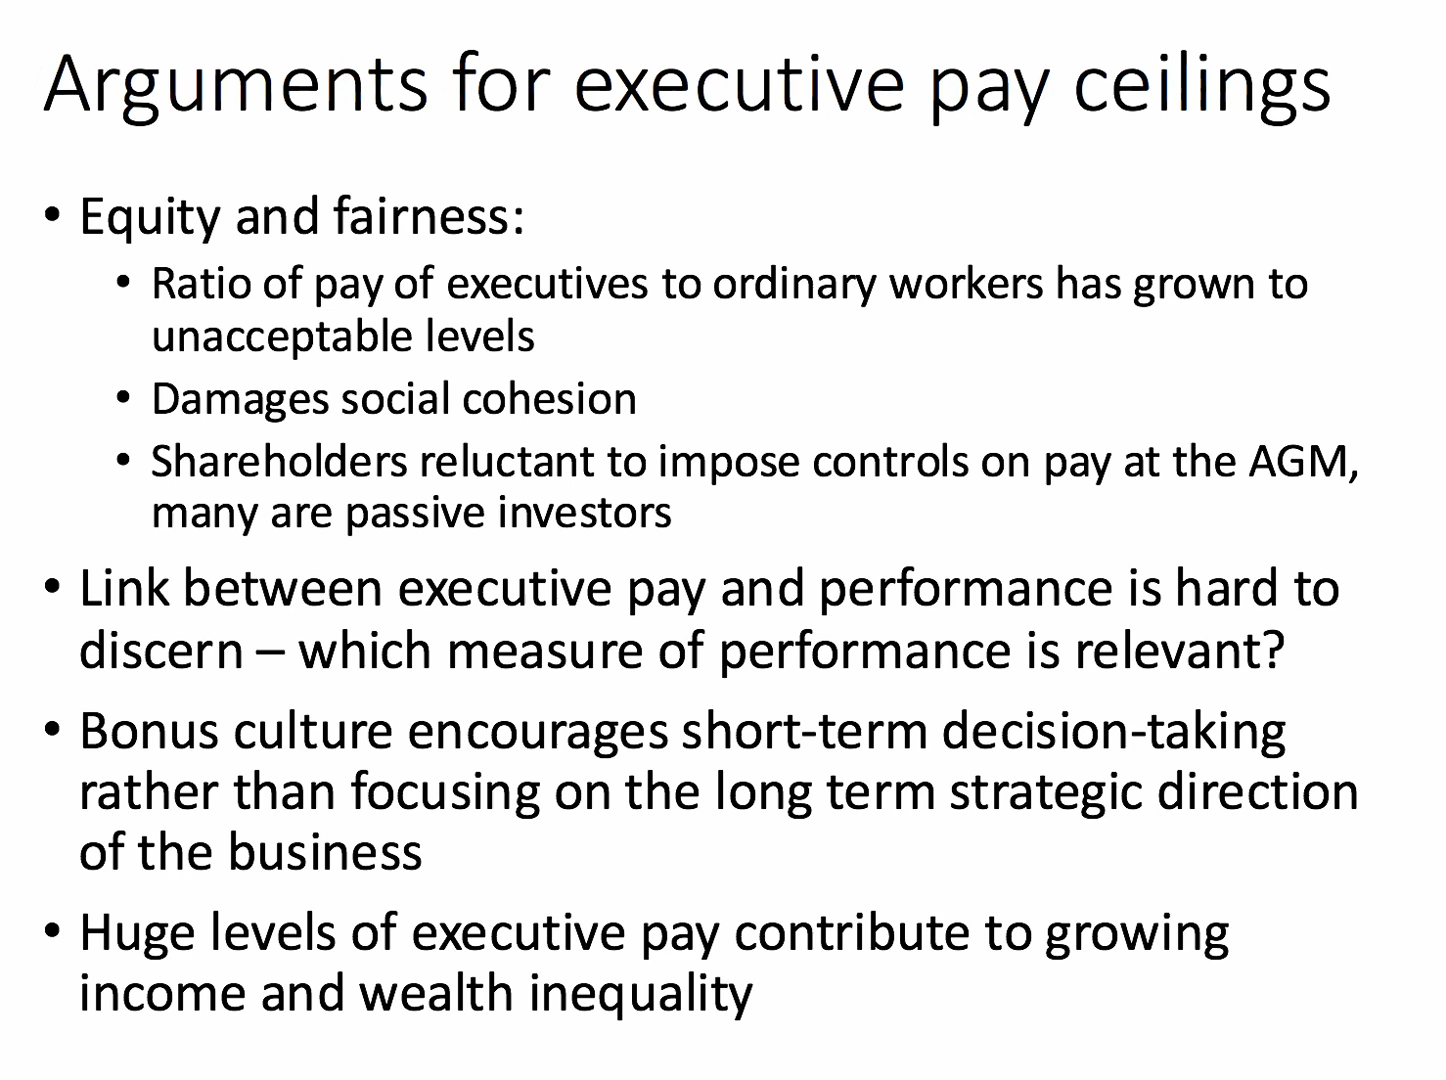 Arguments for executive pay ceilings
• Equity and fairness:
• Ratio of pay of executives to ordinary workers has grown to
unacceptable levels
• Damages social cohesion
• Shareholders reluctant to impose controls on pay at the AGM,
many are passive investors
• Link between executive pay and performance is hard to
discern – which measure of performance is relevant?
• Bonus culture encourages short-term decision-taking
rather than focusing on the long term strategic direction
of the business
• Huge levels of executive pay contribute to growing
income and wealth inequality